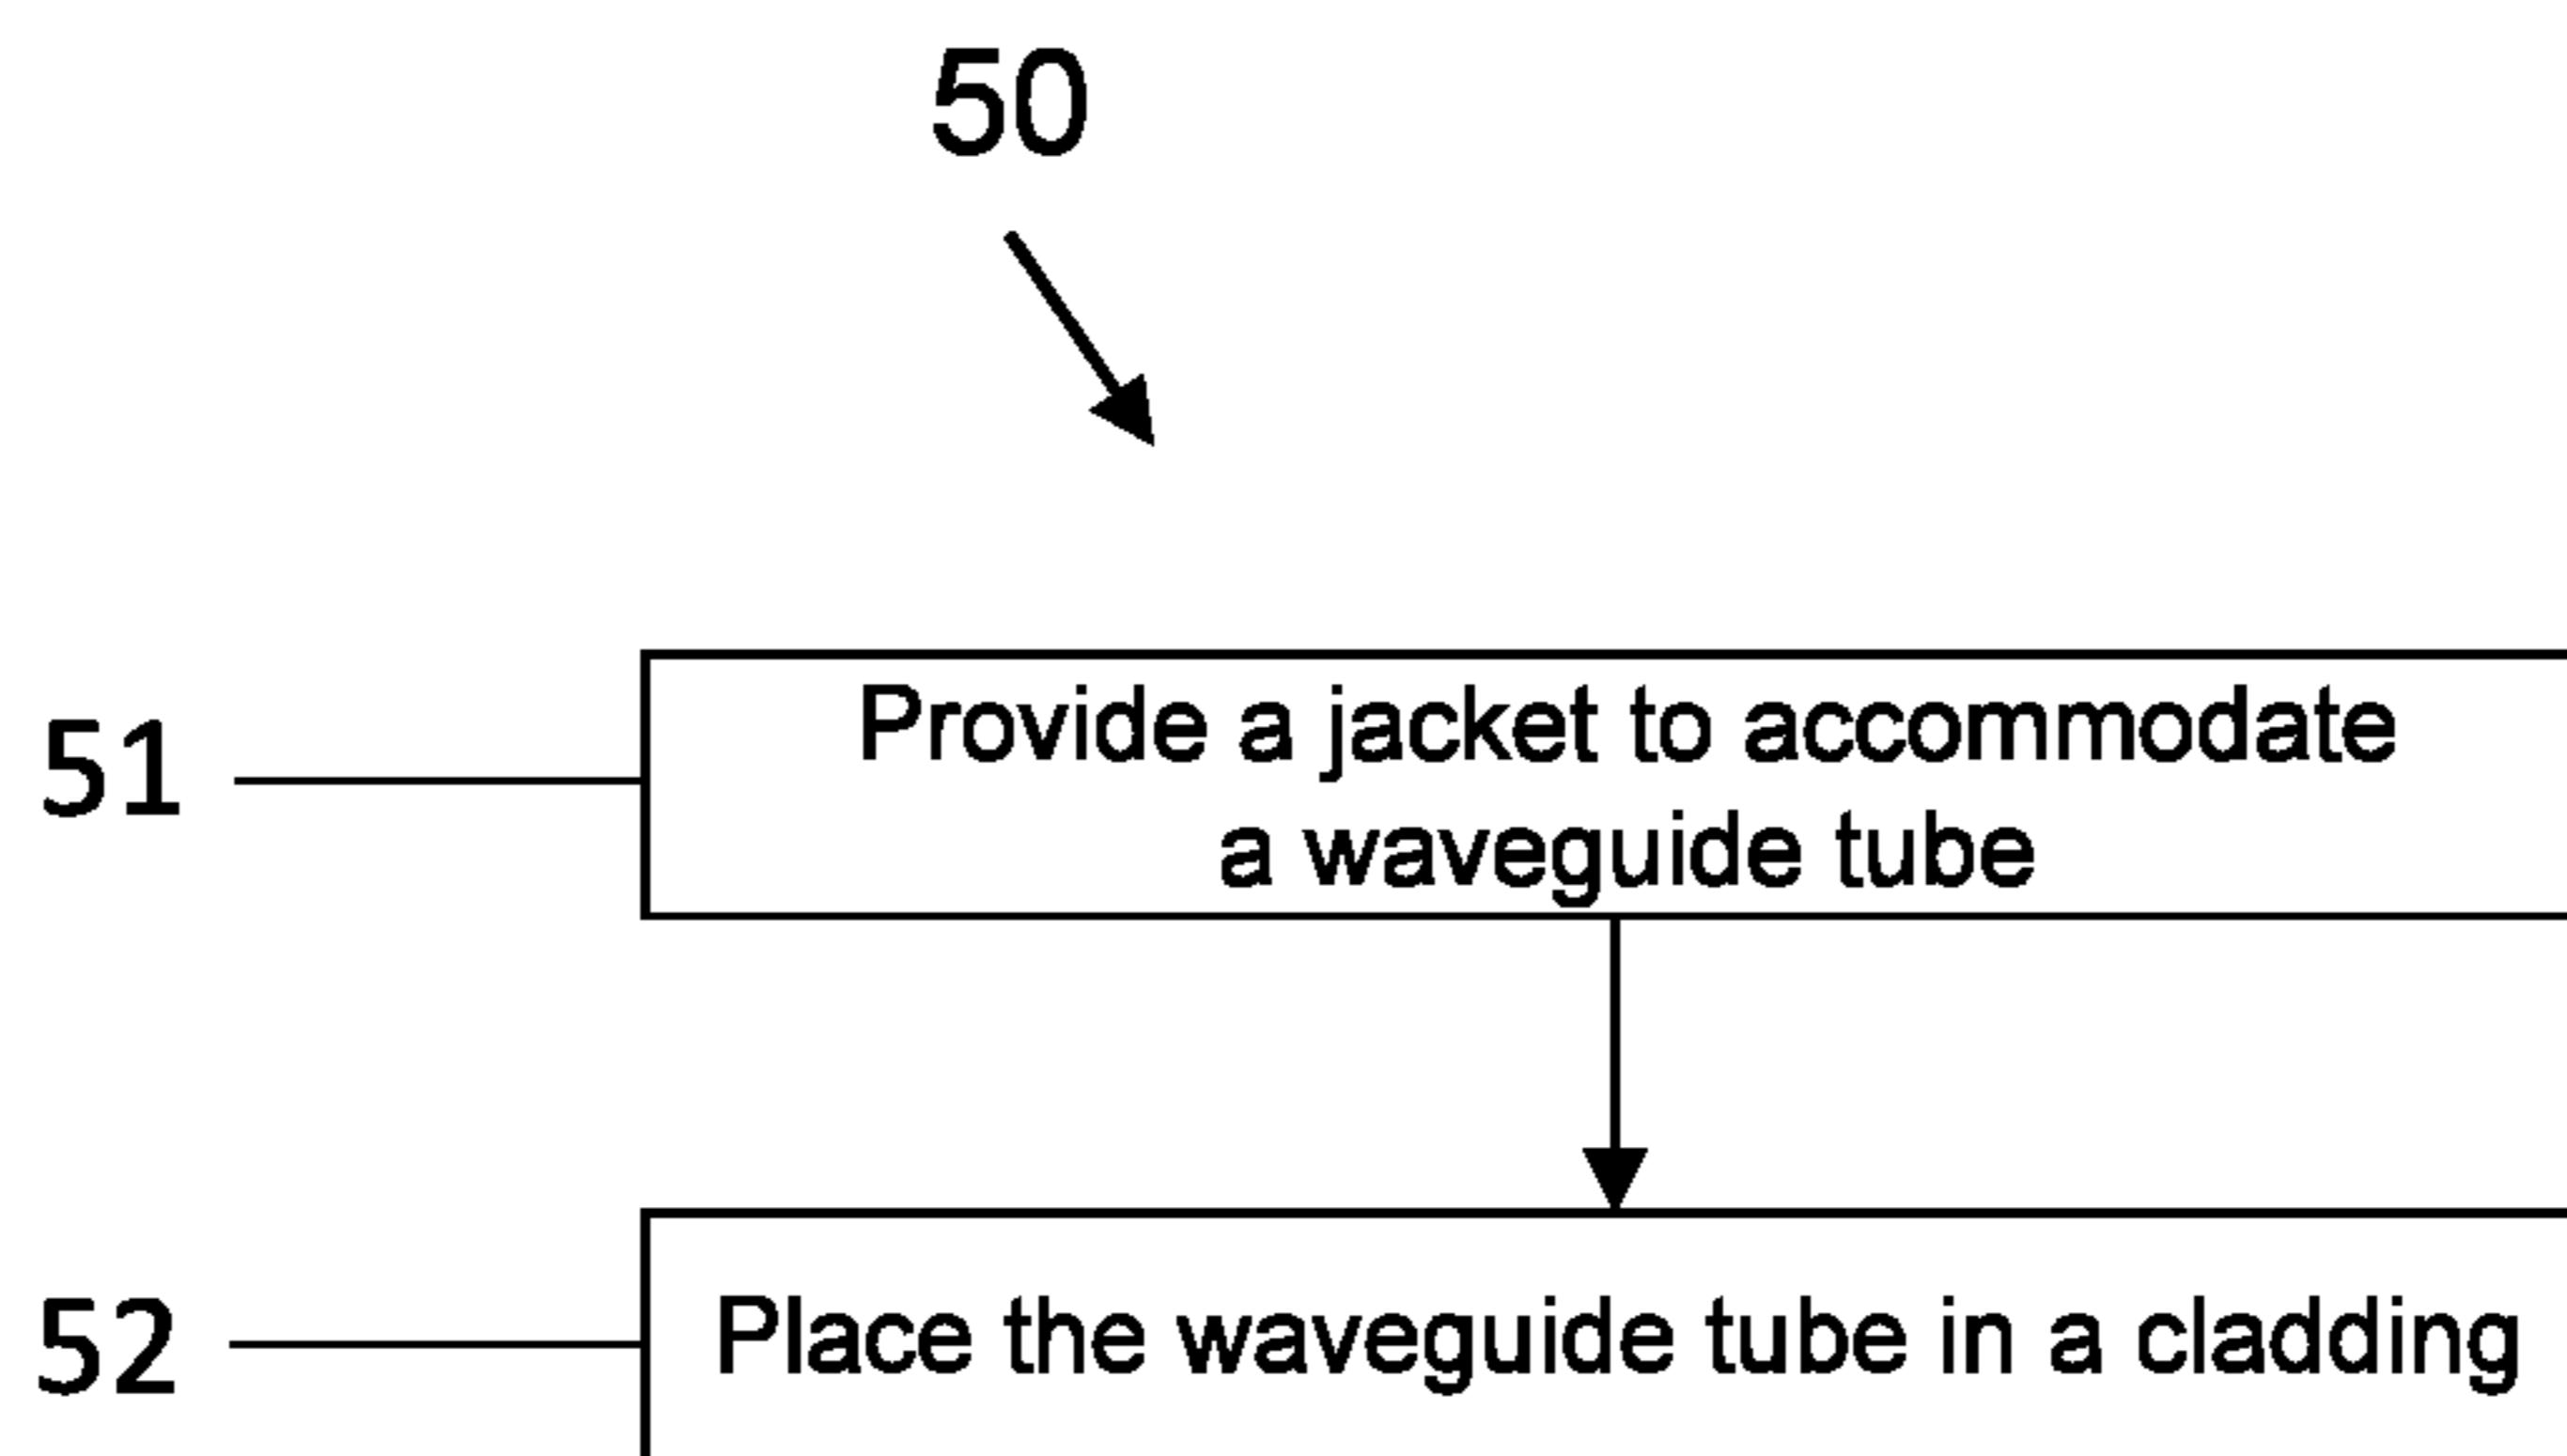 50
51
Provide a jacket to accommodate
a waveguide tube
52
Place the waveguide tube in a cladding